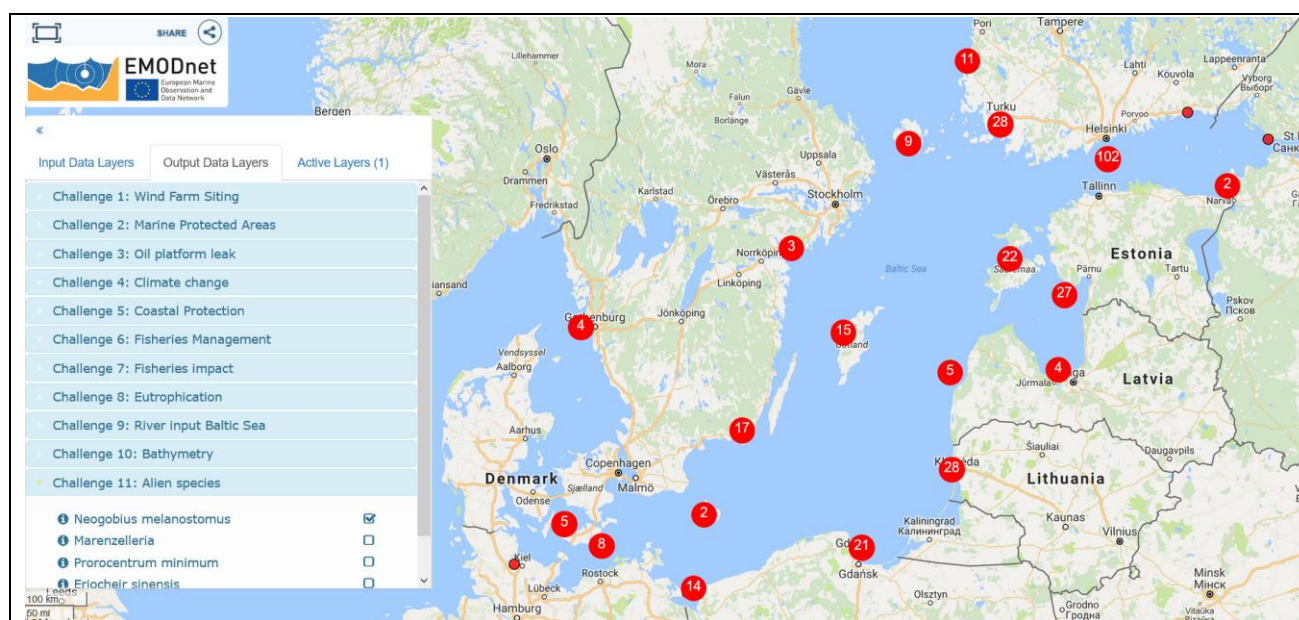 SHARE
EMODnet
European Marine
Observation and
Data Network
«
Input Data Layers
Output Data Layers
Active Layers (1)
Challenge 1: Wind Farm Siting
Challenge 2: Marine Protected Areas
Challenge 3: Oil platform leak
Challenge 4: Climate change
Challenge 5: Coastal Protection
Challenge 6: Fisheries Management
Challenge 7: Fisheries impact
Challenge 8: Eutrophication
Challenge 9: River input Baltic Sea
Challenge 10: Bathymetry
Challenge 11: Alien species
Neogobius melanostomus
Marenzelleria
Prorocentrum minimum
Eriocheir sinensis
Leeds
100 km
50 mi
Lillehammer
Bergen
Mora
Falun
Gävle
Borlänge
Oslo
Drammen
Fredrikstad
Karlstad
Örebro
Västerås
Uppsala
Stockholm
Norrköping
3
Linköping
Jönköping
Gothenburg
4
Vendsyssel
Aalborg
Aarhus
Denmark
Odense
Sjælland
Copenhagen
Malmö
5
8
Kiel
Lübeck
Rostock
Hamburg
2
14
17
15
Gotland
Baltic Sea
9
Pori
Tampere
11
Turku
28
Lahti
Kouvola
Lappeenranta
Vyborg
Выборг
Porvoo
Helsinki
102
St
Tallinn
2
Narva
22
Estonia
Pärnu
Tartu
27
Pskov
Псков
5
4
Jūrmala
Latvia
Šiauliai
Daugavpils
28
Lithuania
Kaunas
Vilnius
Kaliningrad
Калининград
21
Gdańsk
Olsztyn
Minsk
Мінск
Grodno
Гродна